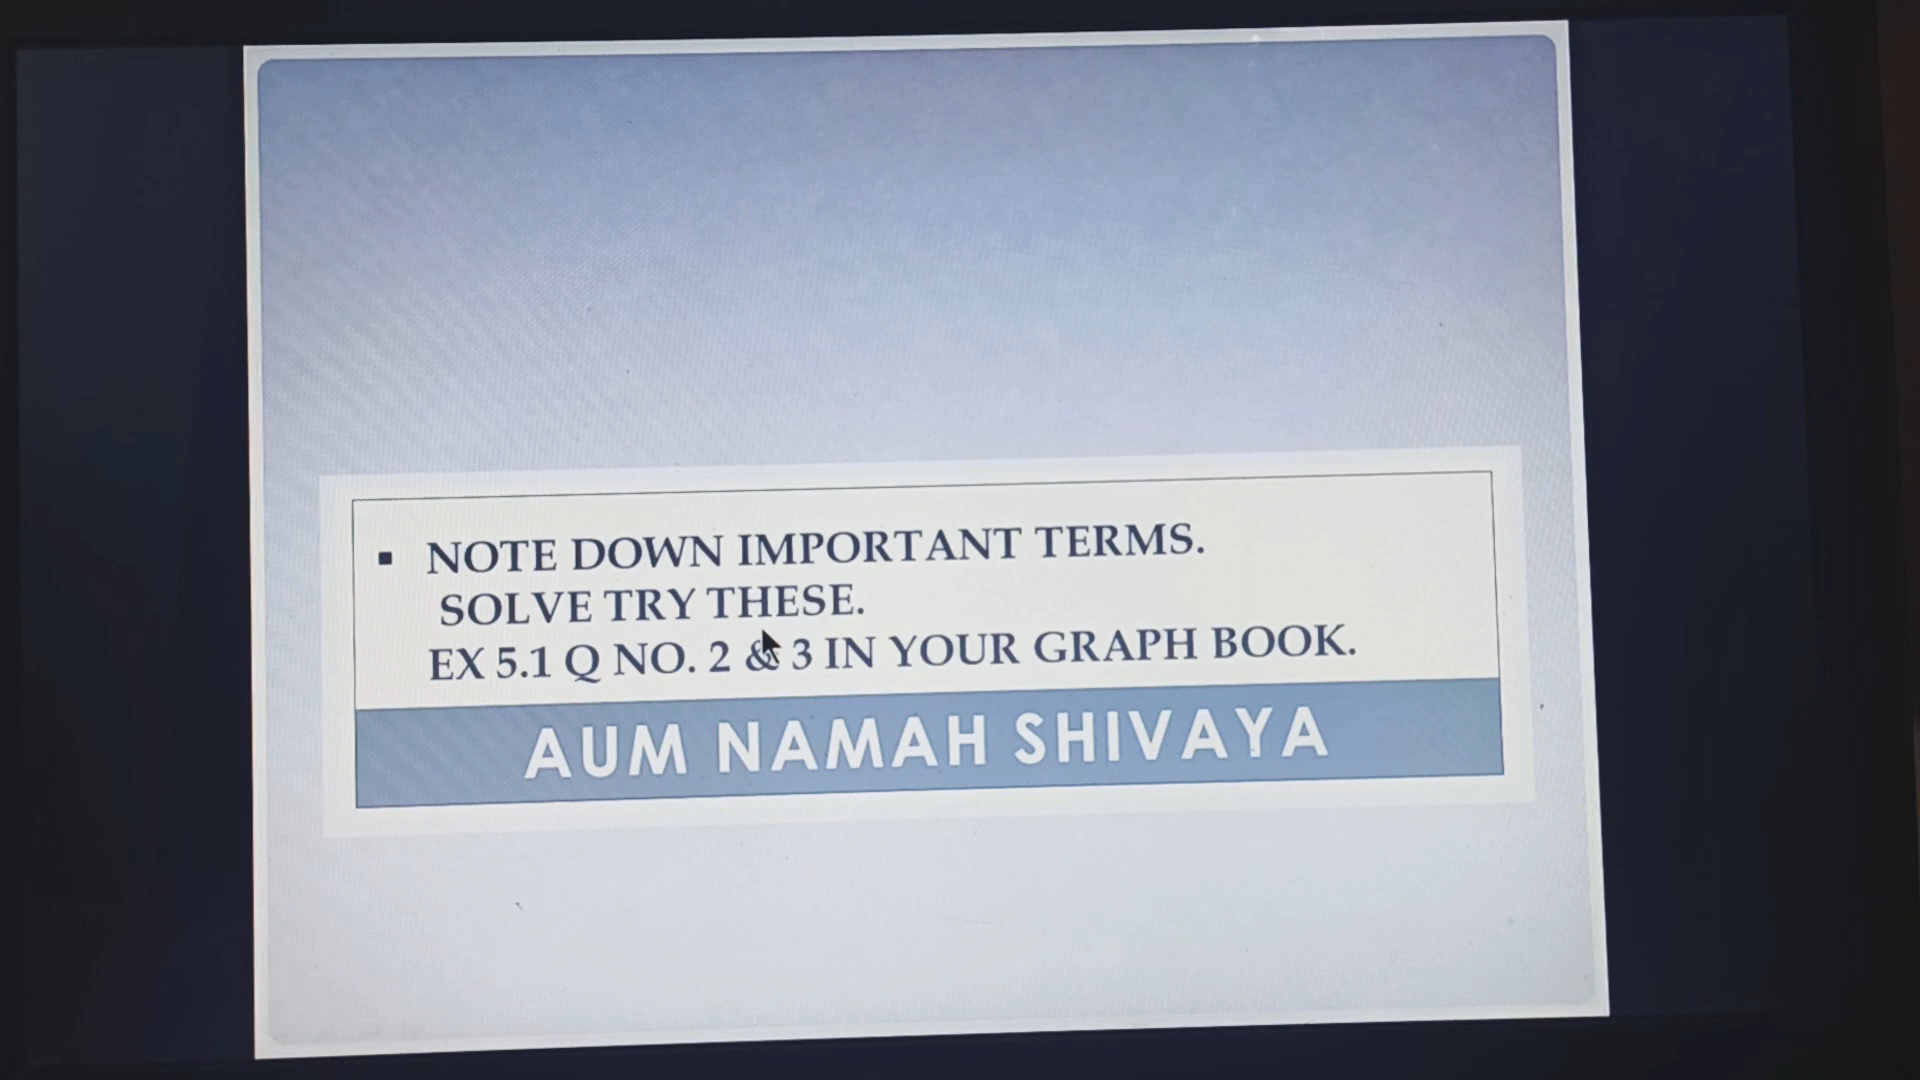 ▪ NOTE DOWN IMPORTANT TERMS.
SOLVE TRY THESE.
EX 5.1 Q NO. 2 & 3 IN YOUR GRAPH BOOK.
AUM NAMAH SHIVAYA